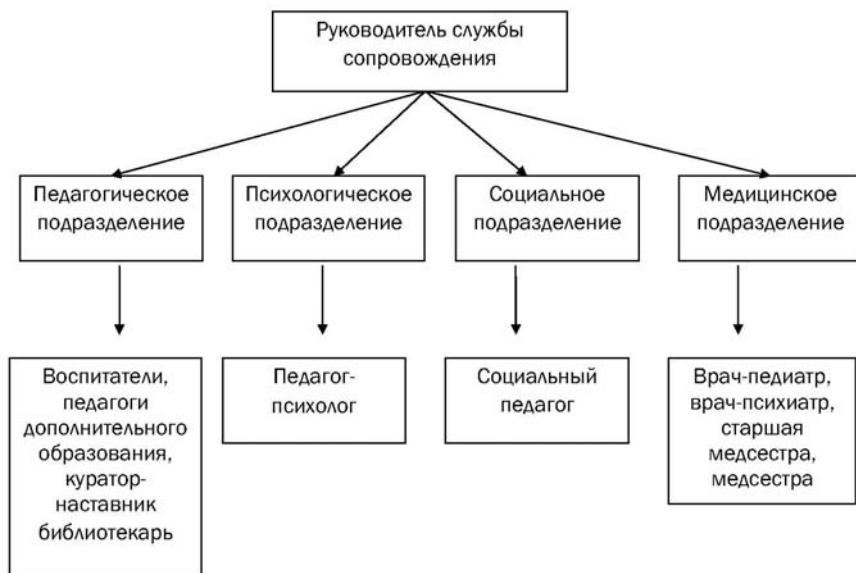 Руководитель службы
сопровождения
Педагогическое
подразделение
Психологическое
подразделение
Социальное
подразделение
Медицинское
подразделение
Воспитатели,
педагоги
дополнительного
образования,
куратор-
наставник
библиотекарь
Педагог-
психолог
Социальный
педагог
Врач-педиатр,
врач-психиатр,
старшая
медсестра,
медсестра